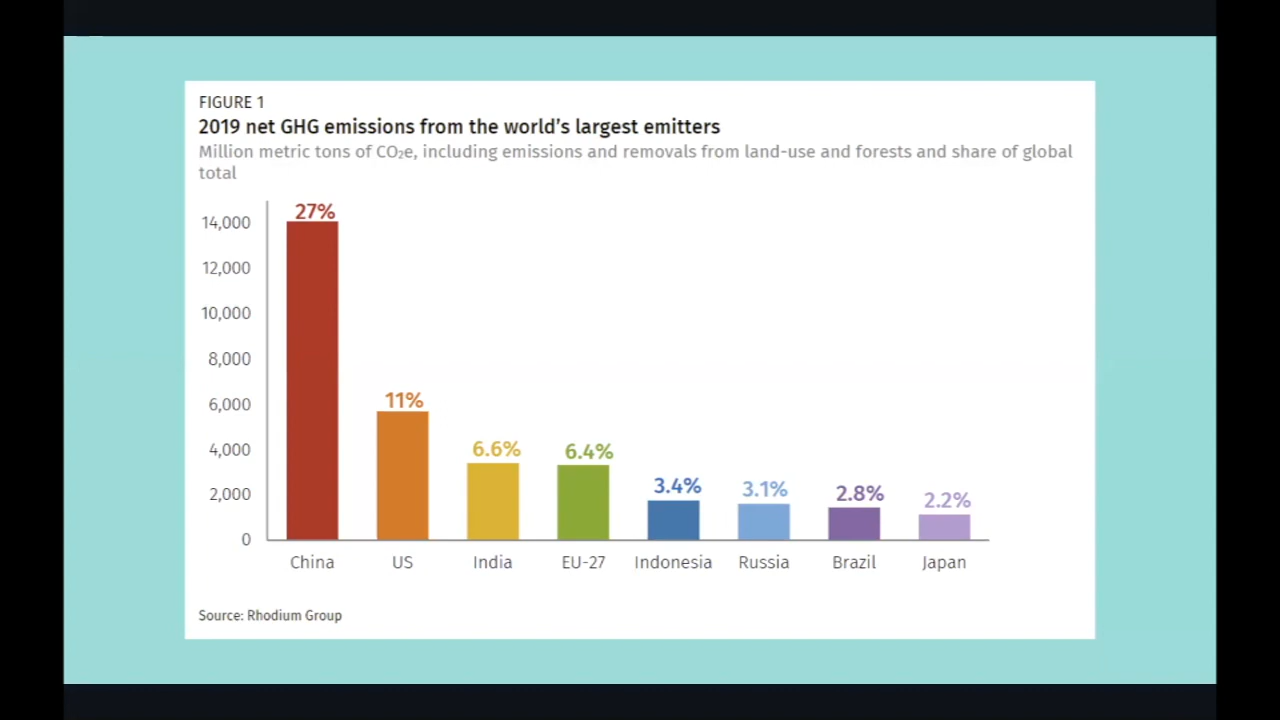 FIGURE 1
2019 net GHG emissions from the world's largest emitters
Million metric tons of CO₂e, including emissions and removals from land-use and forests and share of global
total
27%
14,000
12,000
10,000
8,000
11%
6,000
6.6%
6.4%
4,000
3.4%
3.1%
2.8%
2.2%
2,000
0
China
US
India
EU-27
Indonesia
Russia
Brazil
Japan
Source: Rhodium Group